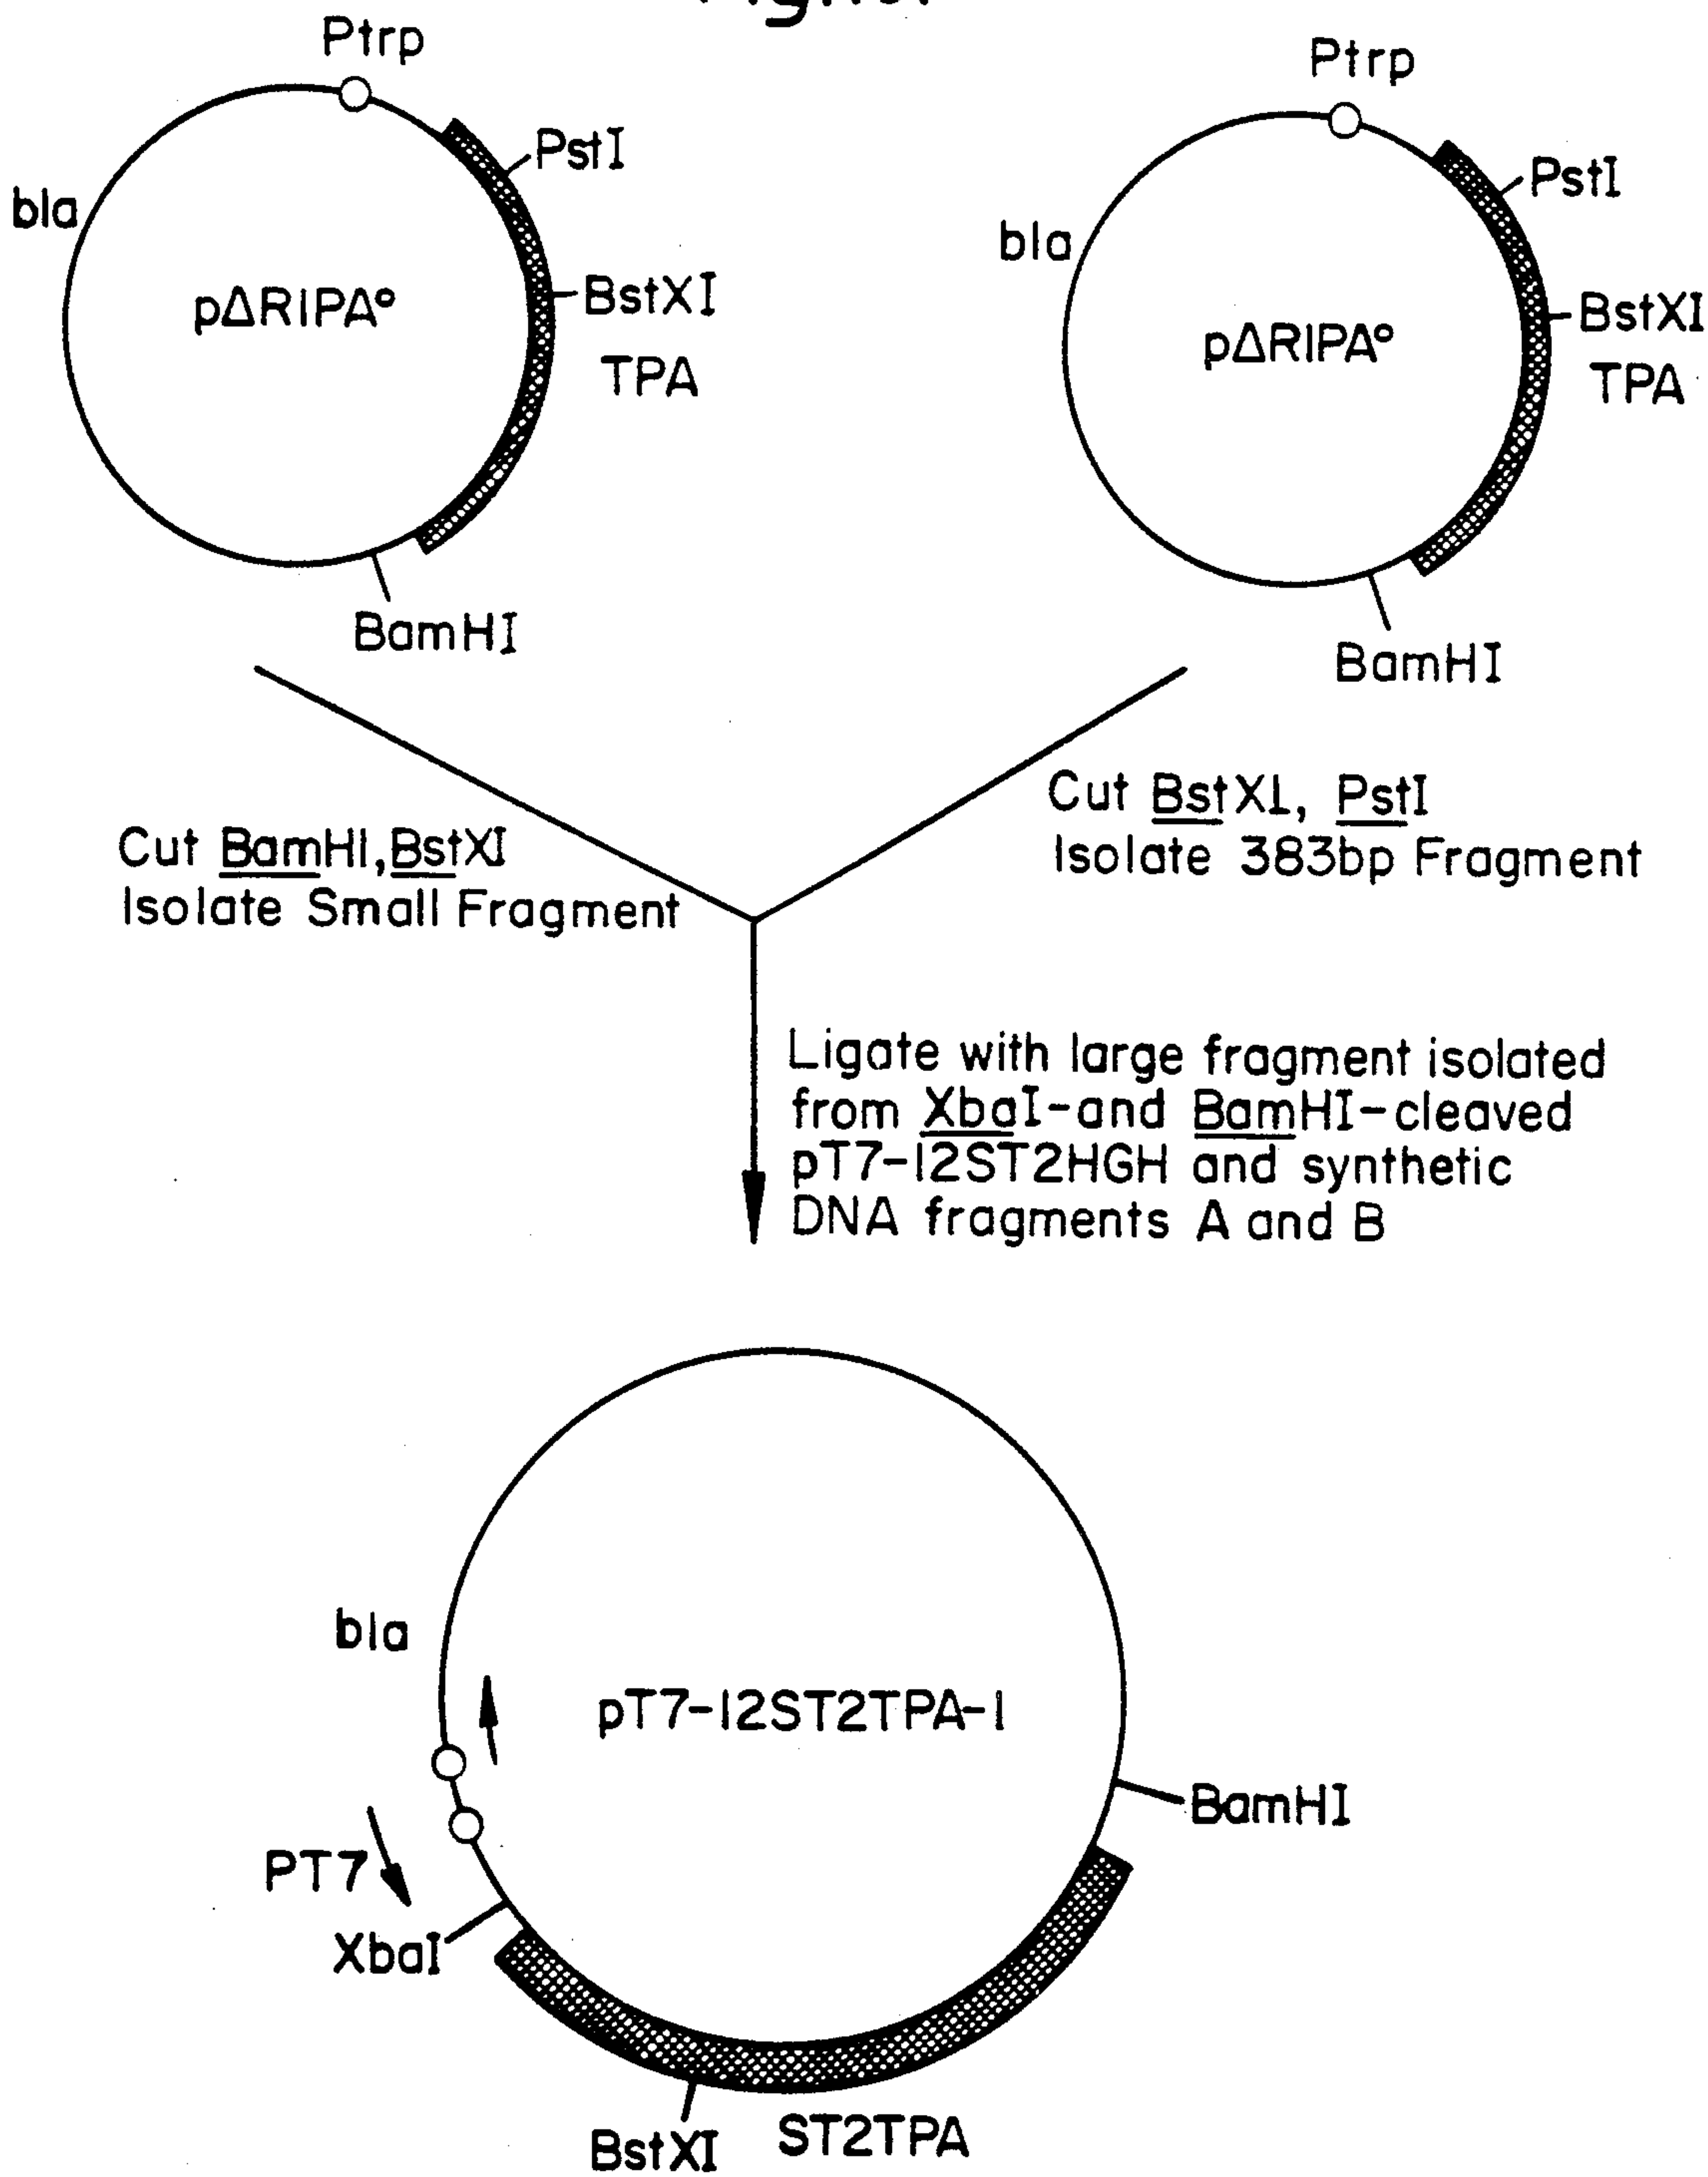 Ptrp
PstI
bla
pΔRIPA°
BstXI
TPA
BamHI
Ptrp
PstI
bla
pΔRIPA°
BstXI
TPA
BamHI
Cut BamHI, BstXI
Isolate Small Fragment
Cut BstXI, PstI
Isolate 383bp Fragment
Ligate with large fragment isolated
from XbaI-and BamHI-cleaved
pT7-12ST2HGH and synthetic
DNA fragments A and B
bla
pT7-12ST2TPA-1
BamHI
PT7
XbaI
BstXI
ST2TPA